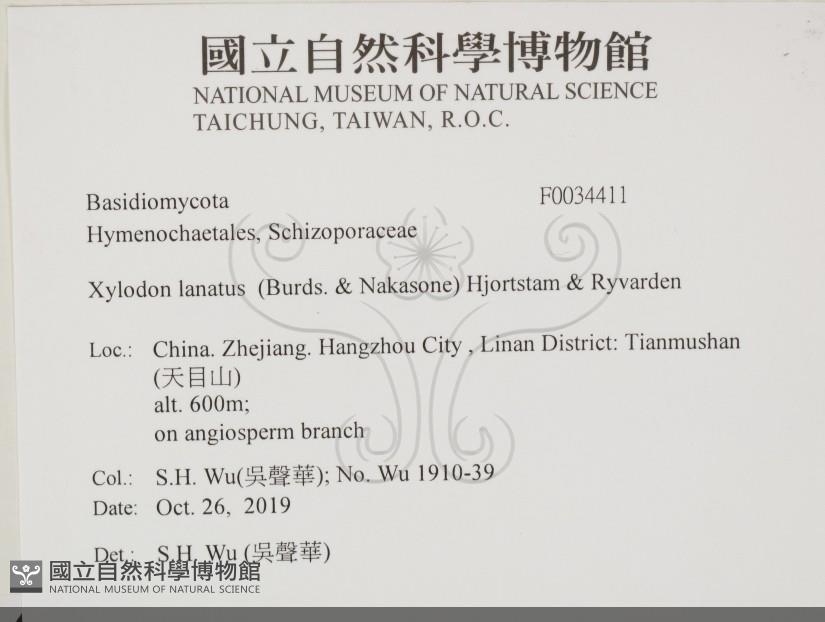 國立自然科學博物館
NATIONAL MUSEUM OF NATURAL SCIENCE
TAICHUNG, TAIWAN, R.O.C.
Basidiomycota F0034411
Hymenochaetales, Schizoporaceae
Xylodon lanatus (Burds. & Nakasone) Hjortstam & Ryvarden
Loc.: China. Zhejiang. Hangzhou City , Linan District: Tianmushan
(天目山)
alt. 600m;
on angiosperm branch
Col.: S.H. Wu(吳聲華); No. Wu 1910-39
Date: Oct. 26, 2019
Det.: S.H. Wu (吳聲華)
國立自然科學博物館
NATIONAL MUSEUM OF NATURAL SCIENCE